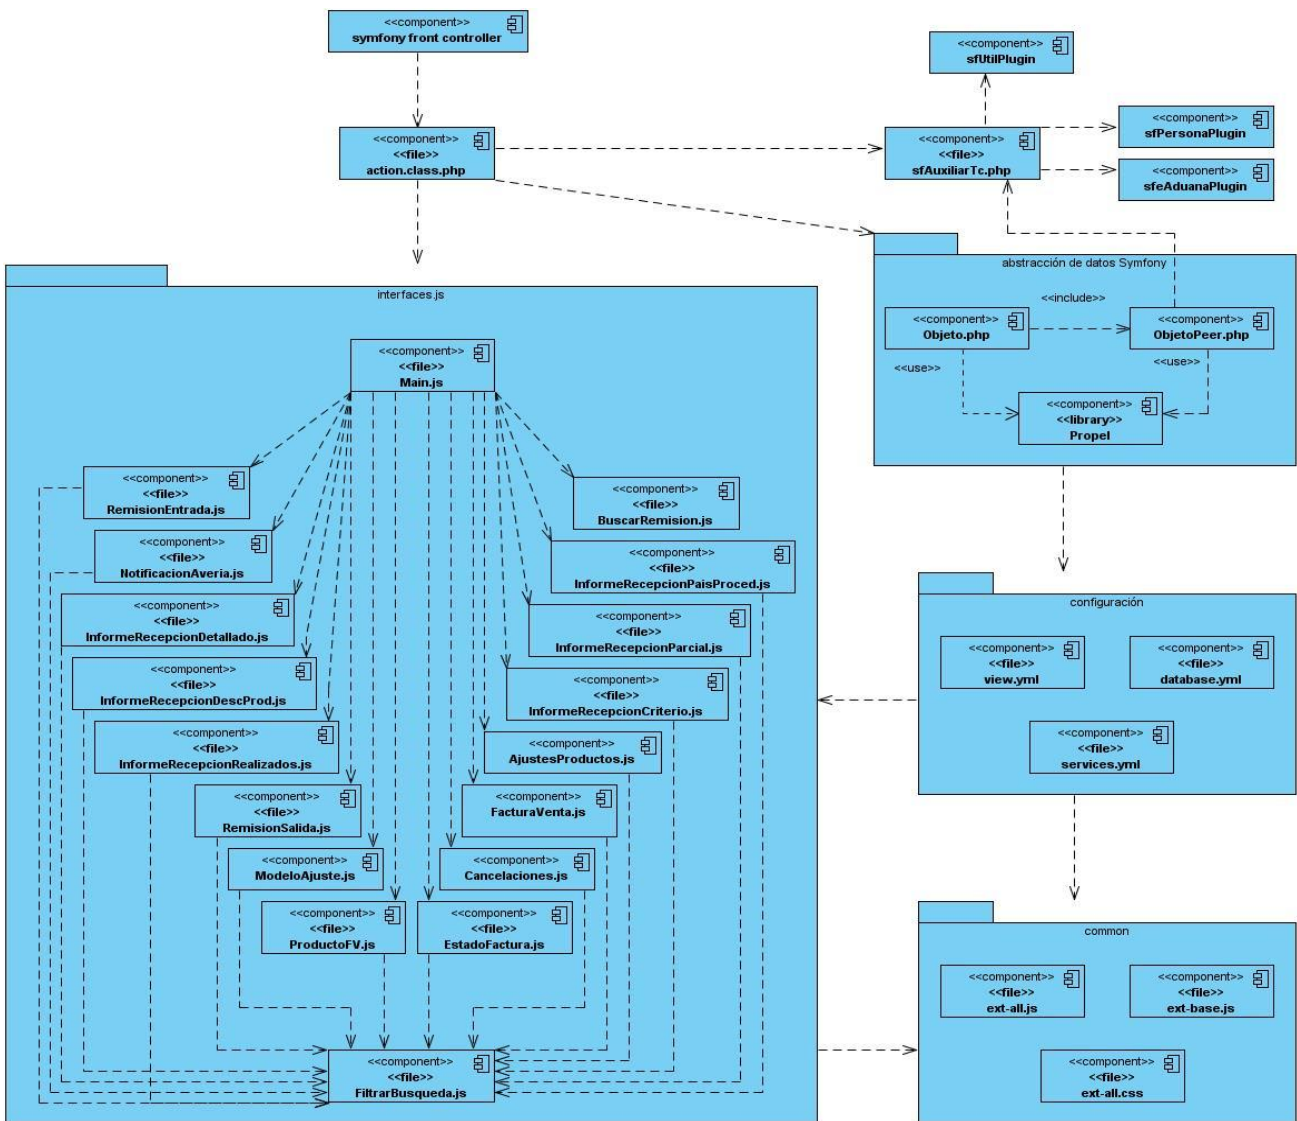 <<component>>
symfony front controller
<<component>>
sfUtilPlugin
<<component>>
sfPersonaPlugin
<<component>>
<<file>>
action.class.php
<<component>>
<<file>>
sfAuxiliarTc.php
<<component>>
sfeAduanaPlugin
abstracción de datos Symfony
<<include>>
<<component>>
Objeto.php
<<component>>
ObjetoPeer.php
<<use>>
<<use>>
<<component>>
<<library>>
Propel
interfaces.js
<<component>>
<<file>>
Main.js
<<component>>
<<file>>
RemisionEntrada.js
<<component>>
<<file>>
NotificacionAveria.js
<<component>>
<<file>>
InformeRecepcionDetallado.js
<<component>>
<<file>>
InformeRecepcionDescProd.js
<<component>>
<<file>>
InformeRecepcionRealizados.js
<<component>>
<<file>>
RemisionSalida.js
<<component>>
ModeloAjuste.js
<<component>>
<<file>>
ProductoFV.js
<<component>>
<<file>>
BuscarRemision.js
<<component>>
<<file>>
InformeRecepcionPaisProced.js
<<component>>
<<file>>
InformeRecepcionParcial.js
<<component>>
<<file>>
InformeRecepcionCriterio.js
<<component>>
AjustesProductos.js
<<component>>
FacturaVenta.js
<<component>>
Cancelaciones.js
<<component>>
<<file>>
EstadoFactura.js
<<component>>
<<file>>
FiltrarBusqueda.js
configuración
<<component>>
<<file>>
view.yml
<<component>>
<<file>>
database.yml
<<component>>
<<file>>
services.yml
common
<<component>>
<<file>>
ext-all.js
<<component>>
<<file>>
ext-base.js
<<component>>
<<file>>
ext-all.css